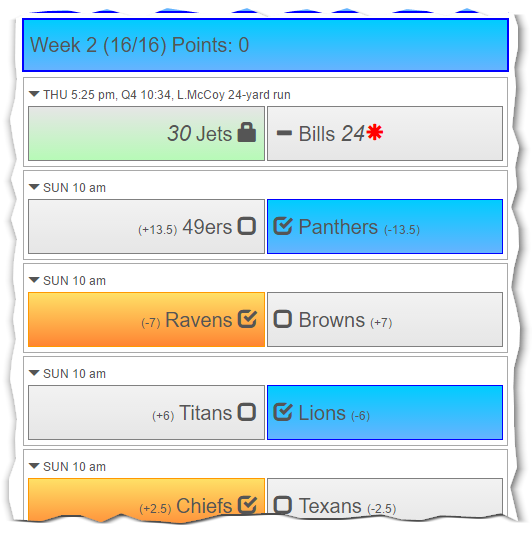 Week 2 (16/16) Points: 0
THU 5:25 pm, Q4 10:34, L.McCoy 24-yard run
30 Jets Bills 24
SUN 10 am
(+13.5) 49ers Panthers (-13.5)
SUN 10 am
(-7) Ravens Browns (+7)
SUN 10 am
(+6) Titans Lions (-6)
SUN 10 am
(+2.5) Chiefs Texans (-2.5)